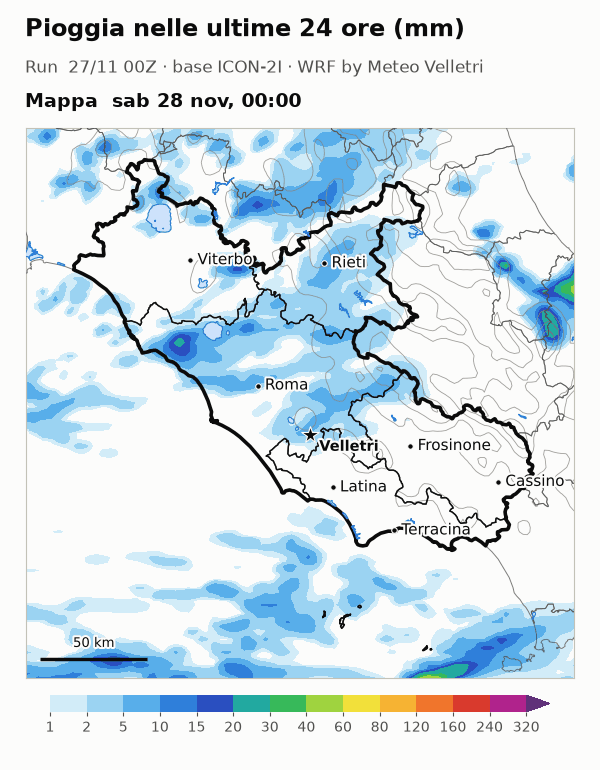 Pioggia nelle ultime 24 ore (mm)
Run  27/11 00Z · base ICON-2I · WRF by Meteo Velletri
Mappa  sab 28 nov, 00:00
Viterbo
Rieti
Roma
Velletri
Frosinone
Cassino
Latina
Terracina
50 km
1 2 5 10 15 20 30 40 60 80 120 160 240 320